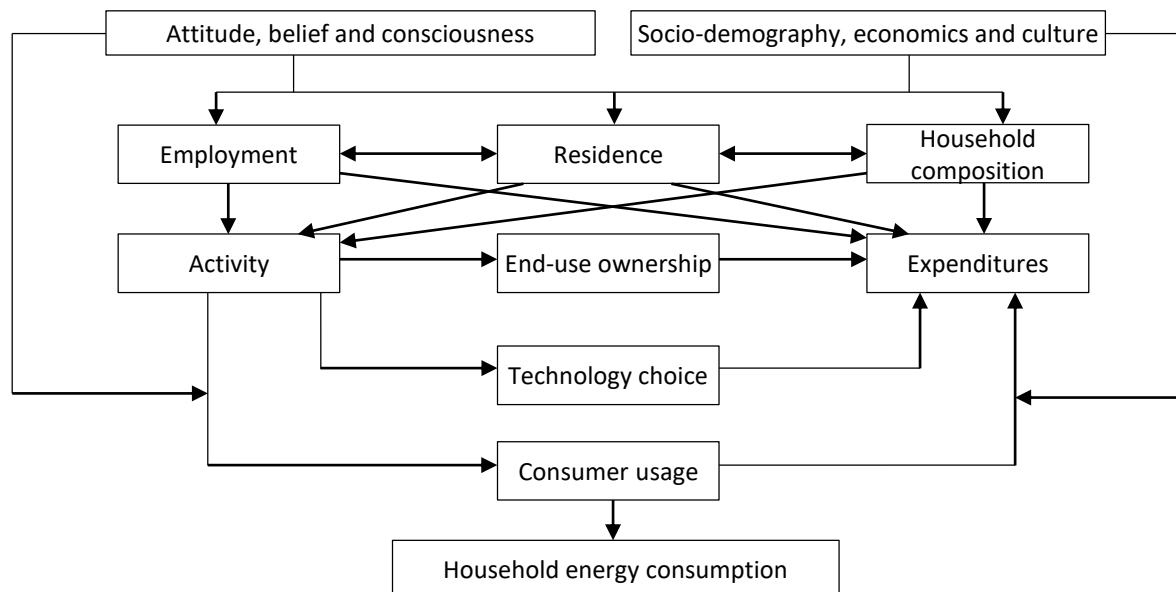 Attitude, belief and consciousness
Socio-demography, economics and culture
Employment
Residence
Household
composition
Activity
End-use ownership
Expenditures
Technology choice
Consumer usage
Household energy consumption